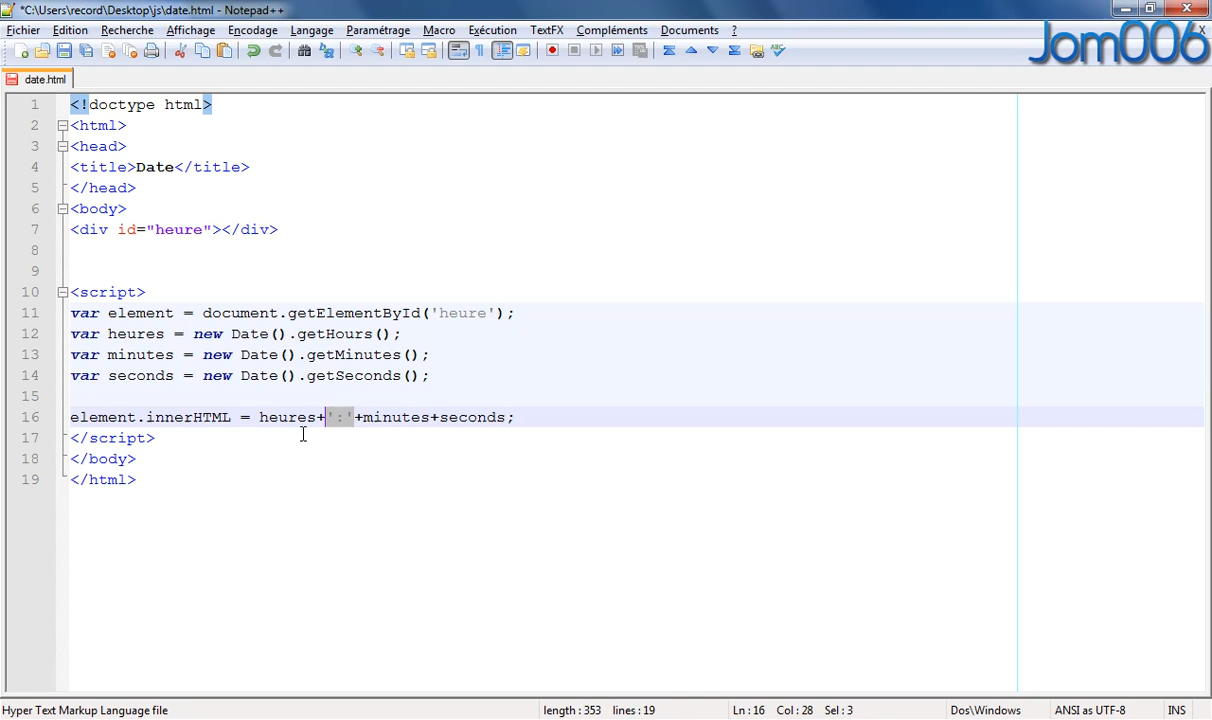 *C:\Users\record\Desktop\js\date.html - Notepad++
Fichier Edition Recherche Affichage Encodage Langage Paramétrage Macro Exécution TextFX Compléments Documents ? X
Jom006
date.html
1 <!doctype html>
2 <html>
3 <head>
4 <title>Date</title>
5 </head>
6 <body>
7 <div id="heure"></div>
8
9
10 <script>
11 var element = document.getElementById('heure');
12 var heures = new Date().getHours();
13 var minutes = new Date().getMinutes();
14 var seconds = new Date().getSeconds();
15
16 element.innerHTML = heures+':'+minutes+seconds;
17 </script>
18 </body>
19 </html>
Hyper Text Markup Language file length : 353 lines : 19 Ln : 16 Col : 28 Sel : 3 Dos\Windows ANSI as UTF-8 INS